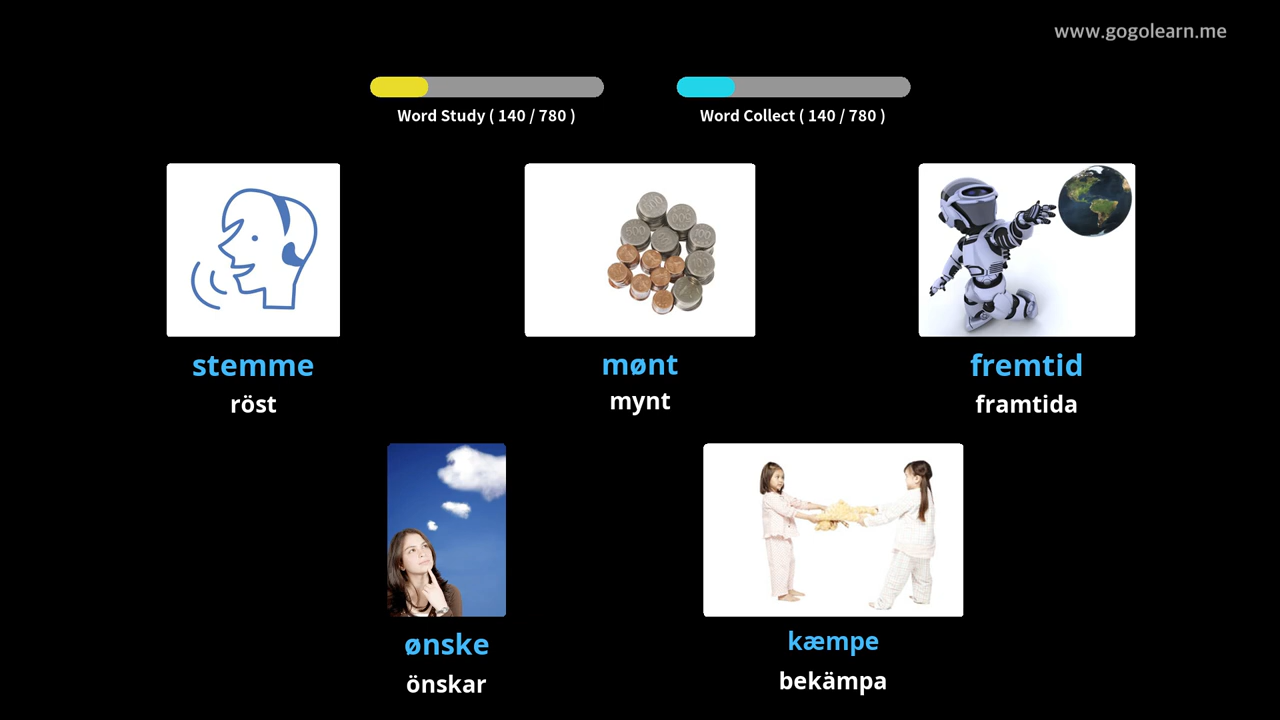 www.gogolearn.me
Word Study ( 140 / 780 )
Word Collect ( 140 / 780 )
stemme
röst
mønt
mynt
fremtid
framtida
ønske
önskar
kæmpe
bekämpa